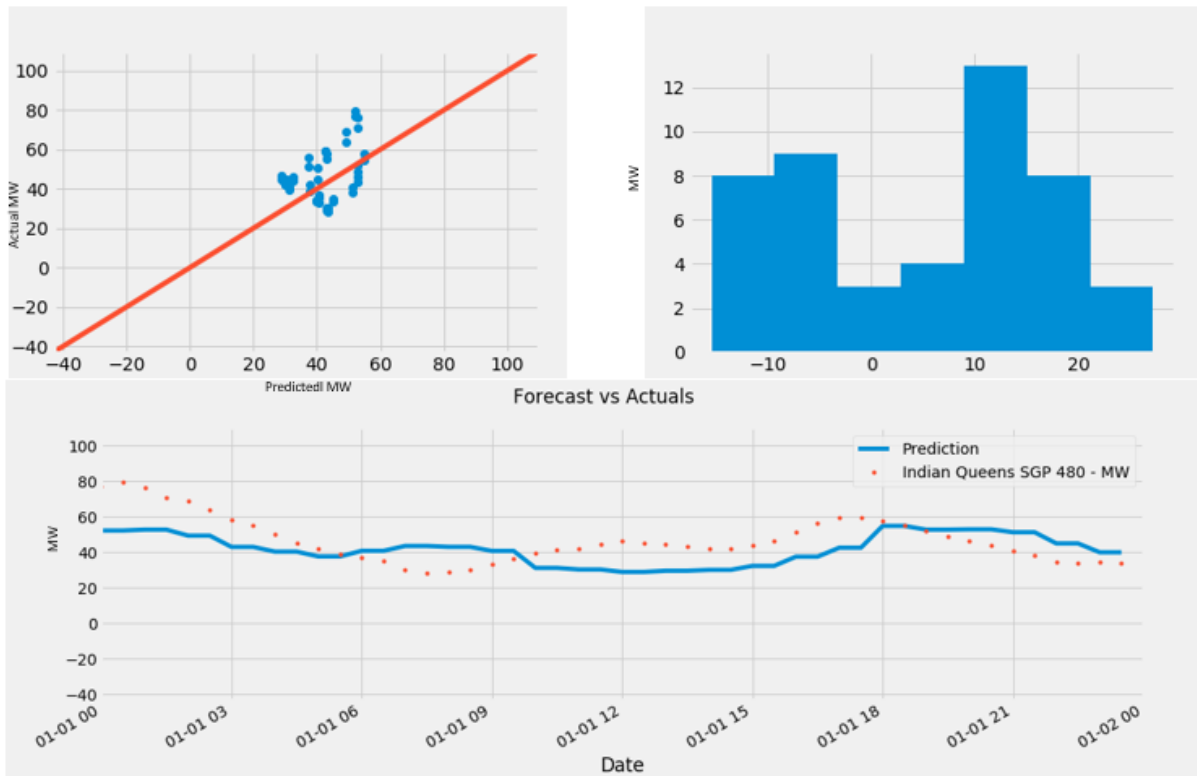 100
80
60
40
20
0
−20
−40
Actual MW
−40 −20 0 20 40 60 80 100
Predictedl MW
12
10
8
6
4
2
0
MW
−10 0 10 20
Forecast vs Actuals
Prediction
Indian Queens SGP 480 - MW
100
80
60
40
20
0
−20
−40
MW
01-01 00 01-01 03 01-01 06 01-01 09 01-01 12 01-01 15 01-01 18 01-01 21 01-02 00
Date